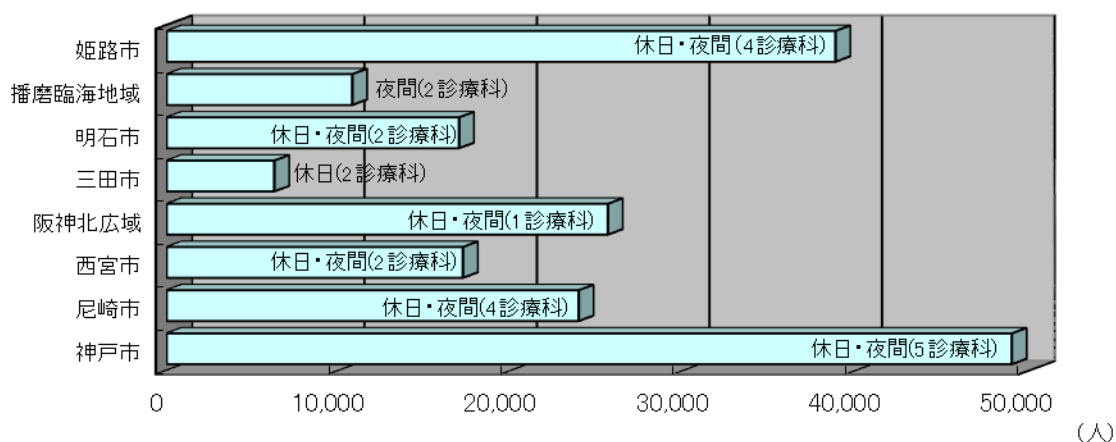 姫路市
休日・夜間(4診療科)
播磨臨海地域
夜間(2診療科)
明石市
休日・夜間(2診療科)
三田市
休日(2診療科)
阪神北広域
休日・夜間(1診療科)
西宮市
休日・夜間(2診療科)
尼崎市
休日・夜間(4診療科)
神戸市
休日・夜間(5診療科)
0 10,000 20,000 30,000 40,000 50,000
(人)